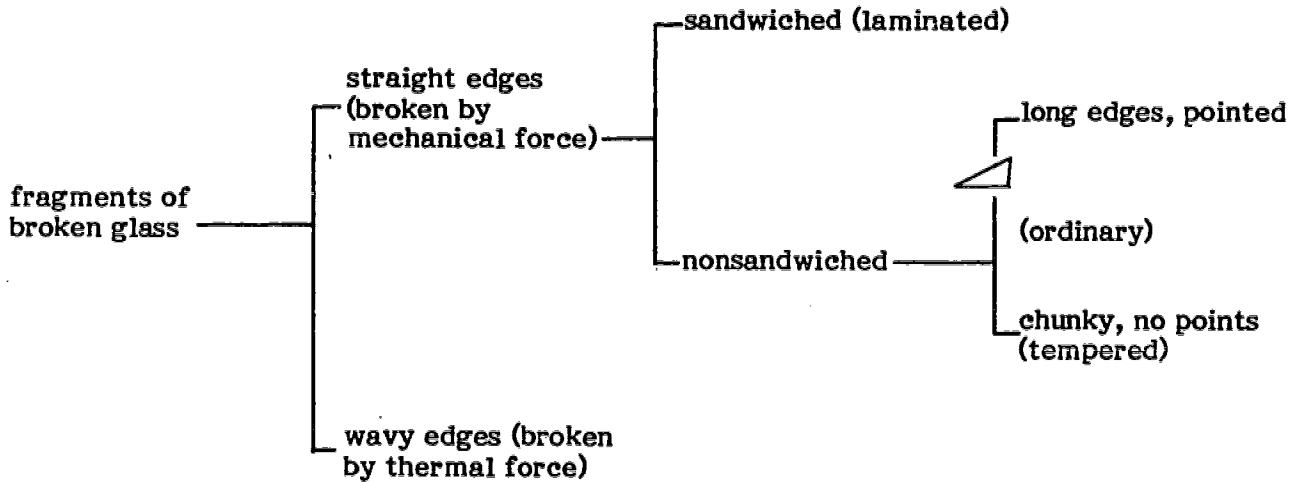 sandwiched (laminated)
straight edges
(broken by
mechanical force)
long edges, pointed
fragments of
broken glass
(ordinary)
nonsandwiched
chunky, no points
(tempered)
wavy edges (broken
by thermal force)